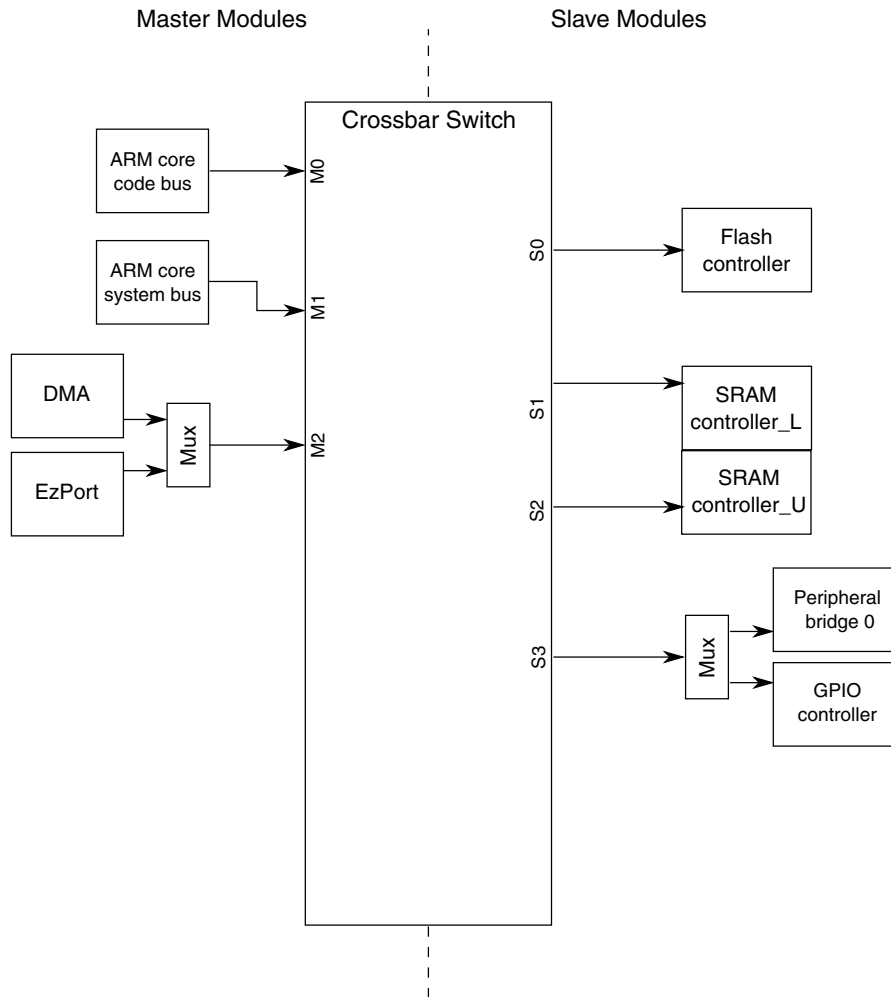 Master Modules
Slave Modules
Crossbar Switch
ARM core
code bus
M0
ARM core
system bus
M1
DMA
EzPort
Mux
M2
S0
Flash
controller
S1
SRAM
controller_L
S2
SRAM
controller_U
S3
Mux
Peripheral
bridge 0
GPIO
controller